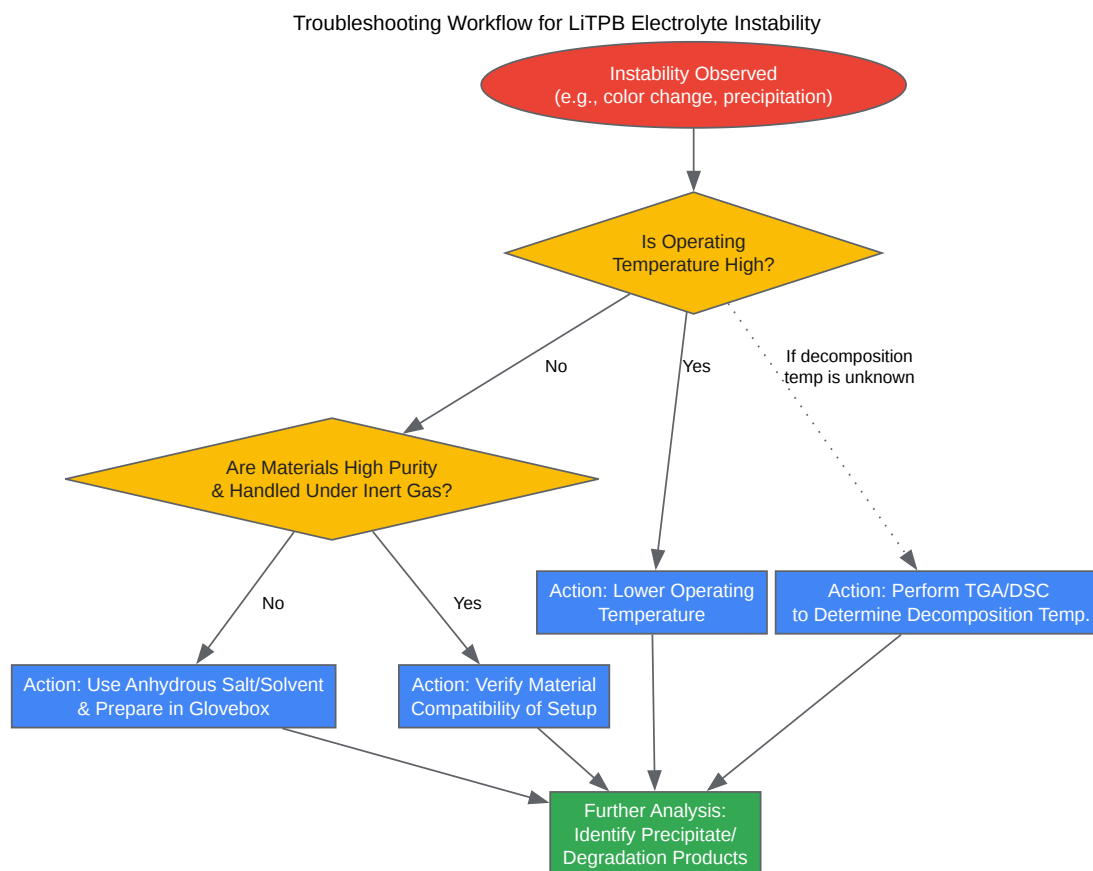 Troubleshooting Workflow for LiTPB Electrolyte Instability
Instability Observed
(e.g., color change, precipitation)
Is Operating
Temperature High?
No
Yes
If decomposition
temp is unknown
Are Materials High Purity
& Handled Under Inert Gas?
No
Yes
Action: Lower Operating
Temperature
Action: Perform TGA/DSC
to Determine Decomposition Temp.
Action: Use Anhydrous Salt/Solvent
& Prepare in Glovebox
Action: Verify Material
Compatibility of Setup
Further Analysis:
Identify Precipitate/
Degradation Products